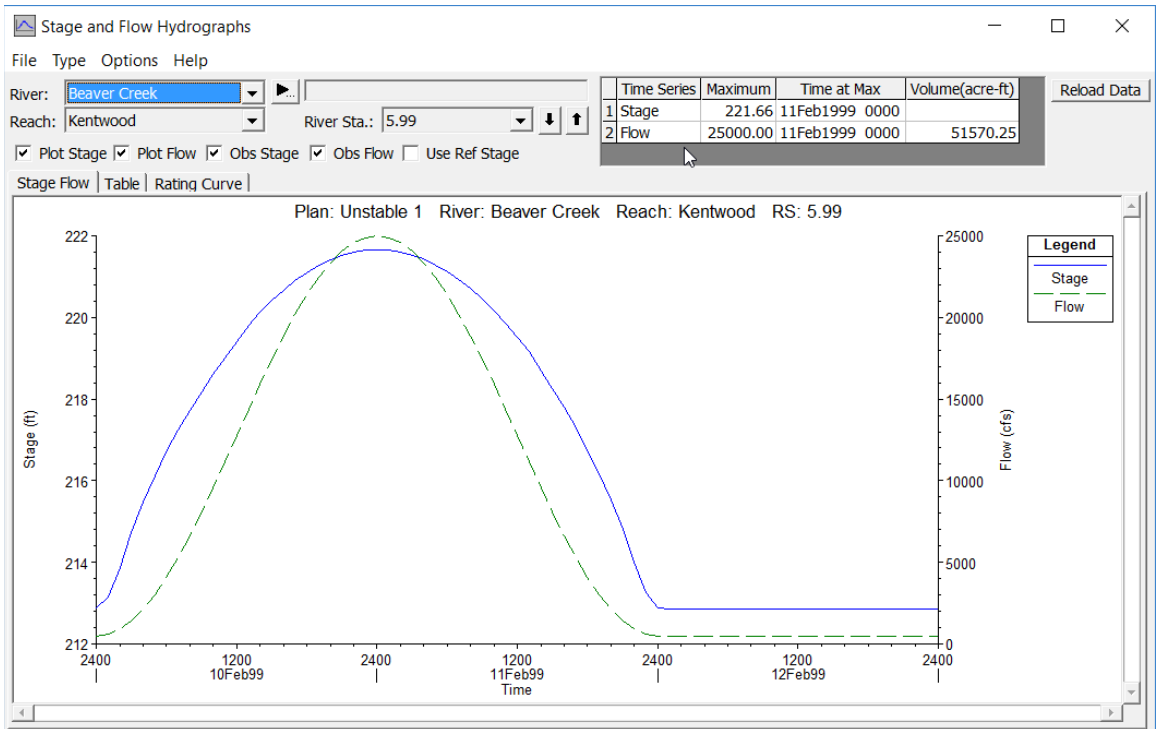 Stage and Flow Hydrographs
File Type Options Help
River: Beaver Creek
Reach: Kentwood River Sta.: 5.99
Plot Stage Plot Flow Obs Stage Obs Flow Use Ref Stage
Time Series Maximum Time at Max Volume(acre-ft)
1 Stage 221.66 11Feb1999 0000
2 Flow 25000.00 11Feb1999 0000 51570.25
Reload Data
Stage Flow Table Rating Curve
Plan: Unstable 1 River: Beaver Creek Reach: Kentwood RS: 5.99
222
220
218
216
214
212
Stage (ft)
25000
20000
15000
10000
5000
0
Flow (cfs)
Legend
Stage
Flow
2400 1200 2400 1200 2400 1200 2400
10Feb99 11Feb99 12Feb99
Time